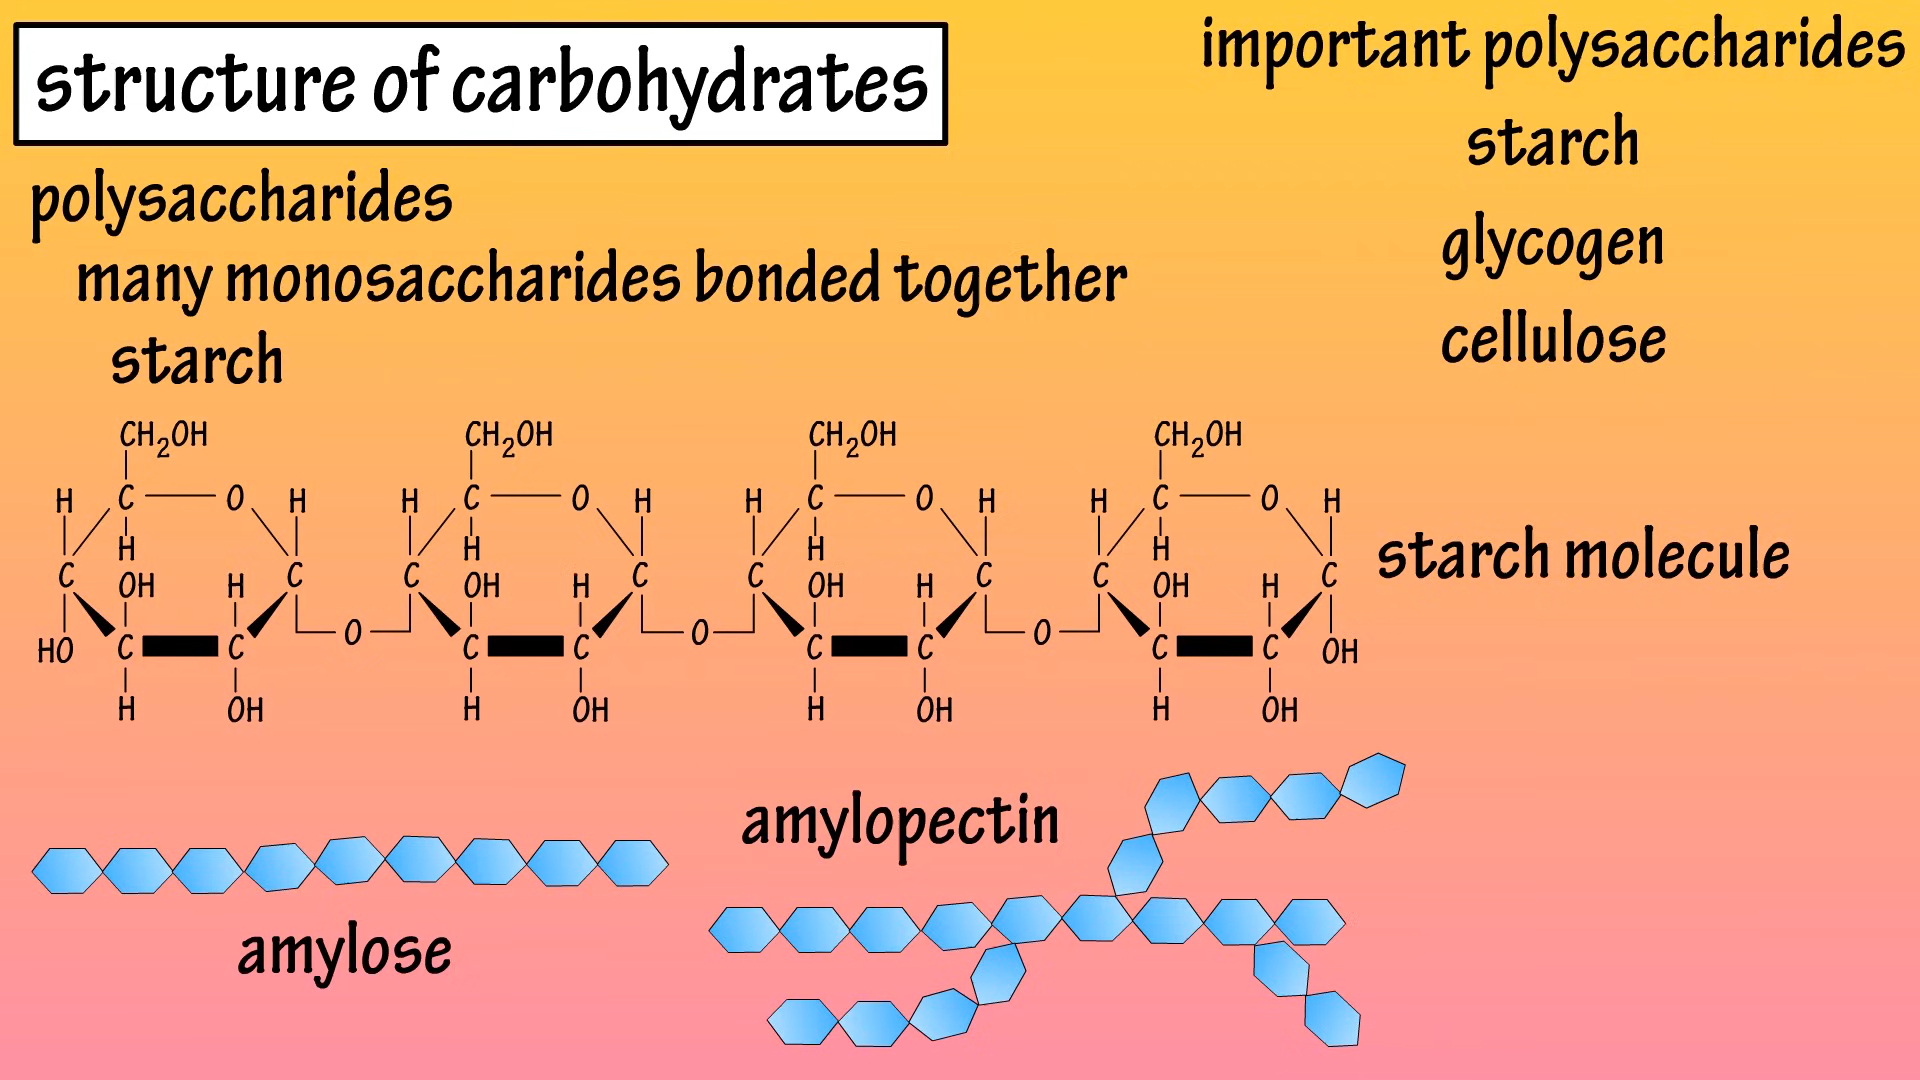 structure of carbohydrates
important polysaccharides
starch
glycogen
cellulose
polysaccharides
many monosaccharides bonded together
starch
CH2OH CH2OH CH2OH CH2OH
H C O H H C O H H C O H H C O H
H H H H
C OH H C C OH H C C OH H C C OH H C
starch molecule
HO C C O C C O C C O C C OH
H OH H OH H OH H OH
amylopectin
amylose